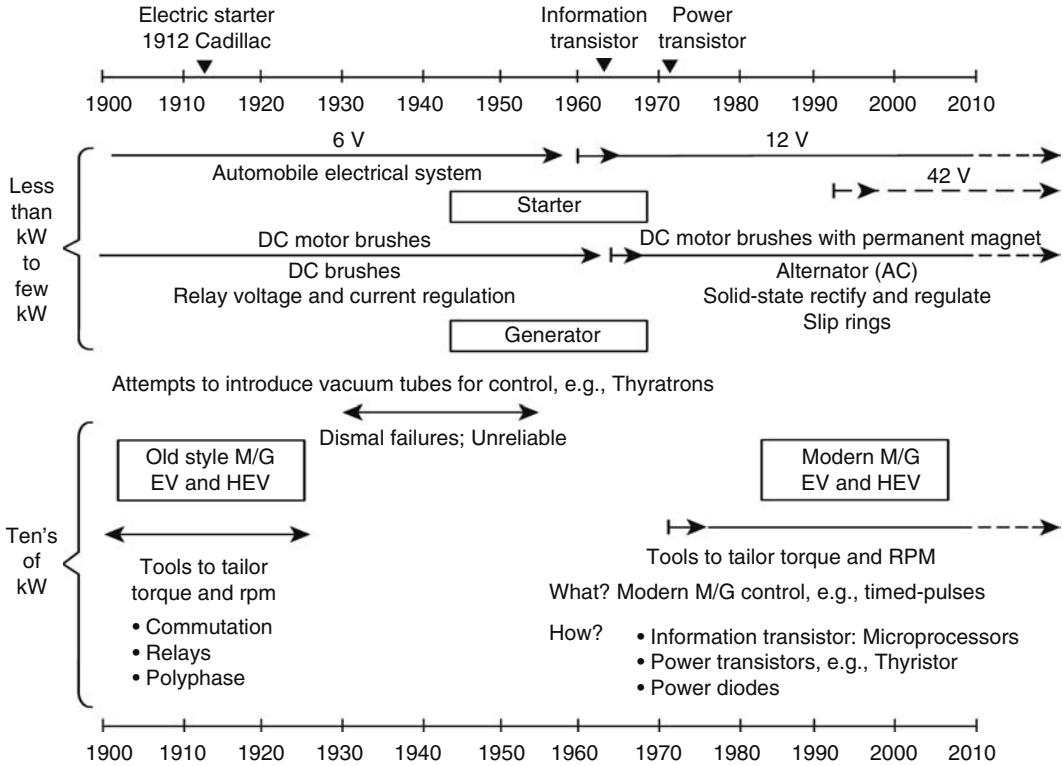 Electric starter
1912 Cadillac
Information
transistor
Power
transistor
1900 1910 1920 1930 1940 1950 1960 1970 1980 1990 2000 2010
Less
than
kW
to
few
kW
6 V
12 V
Automobile electrical system
42 V
Starter
DC motor brushes
DC motor brushes with permanent magnet
DC brushes
Alternator (AC)
Relay voltage and current regulation
Solid-state rectify and regulate
Slip rings
Generator
Attempts to introduce vacuum tubes for control, e.g., Thyratrons
Dismal failures; Unreliable
Ten's
of
kW
Old style M/G
EV and HEV
Modern M/G
EV and HEV
Tools to tailor
torque and rpm
• Commutation
• Relays
• Polyphase
Tools to tailor torque and RPM
What? Modern M/G control, e.g., timed-pulses
How?
• Information transistor: Microprocessors
• Power transistors, e.g., Thyristor
• Power diodes
1900 1910 1920 1930 1940 1950 1960 1970 1980 1990 2000 2010